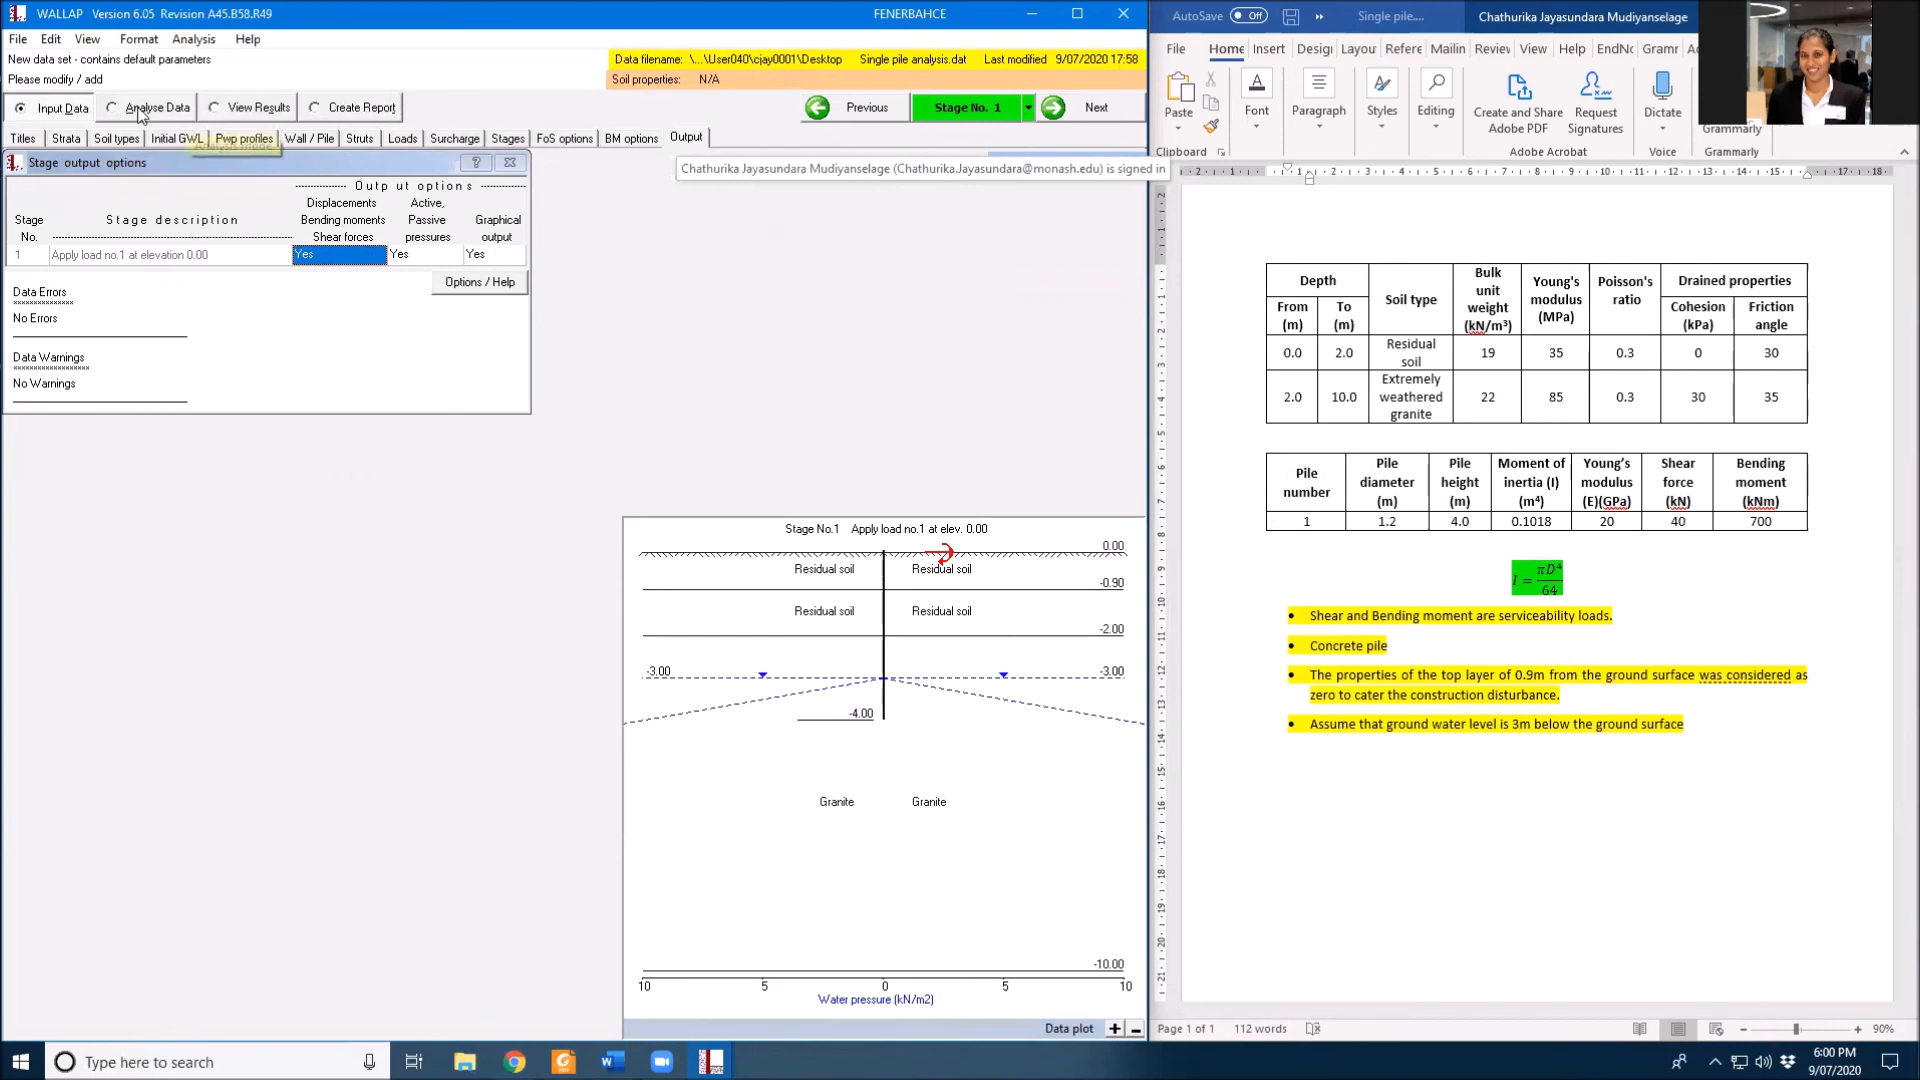 WALLAP Version 6.05 Revision A45.B58.R49 FENERBAHCE
File Edit View Format Analysis Help
New data set - contains default parameters
Please modify / add
Data filename: \...\User040\cjay0001\Desktop Single pile analysis.dat Last modified 9/07/2020 17:58
Soil properties: N/A
Input Data Analyse Data View Results Create Report Previous Stage No. 1 Next
Titles Strata Soil types Initial GWL Pwp profiles Wall / Pile Struts Loads Surcharge Stages FoS options BM options Output
Chathurika Jayasundara Mudiyanselage (Chathurika.Jayasundara@monash.edu) is signed in
Stage output options
Output options
Stage No.
Stage description
Displacements Bending moments Shear forces
Active, Passive pressures
Graphical output
1 Apply load no.1 at elevation 0.00 Yes Yes Yes
Options / Help
Data Errors
No Errors
Data Warnings
No Warnings
Stage No.1 Apply load no.1 at elev. 0.00
0.00
Residual soil Residual soil
-0.90
Residual soil Residual soil
-2.00
-3.00 -3.00
-4.00
Granite Granite
-10.00
10 5 0 5 10
Water pressure (kN/m2)
Data plot
AutoSave Off Single pile.... Chathurika Jayasundara Mudiyanselage
File Home Insert Desig Layou Refere Mailin Reviev View Help EndNo Gramr
Paste Font Paragraph Styles Editing Create and Share Adobe PDF Request Signatures Dictate
Grammarly
Clipboard Adobe Acrobat Voice Grammarly
Depth
From (m)
To (m)
Soil type
Bulk unit weight (kN/m³)
Young's modulus (MPa)
Poisson's ratio
Drained properties
Cohesion (kPa)
Friction angle
0.0 2.0 Residual soil 19 35 0.3 0 30
2.0 10.0 Extremely weathered granite 22 85 0.3 30 35
Pile number
Pile diameter (m)
Pile height (m)
Moment of inertia (I) (m⁴)
Young's modulus (E)(GPa)
Shear force (kN)
Bending moment (kNm)
1 1.2 4.0 0.1018 20 40 700
I = πD⁴/64
• Shear and Bending moment are serviceability loads.
• Concrete pile
• The properties of the top layer of 0.9m from the ground surface was considered as
zero to cater the construction disturbance.
• Assume that ground water level is 3m below the ground surface
Page 1 of 1 112 words 90%
Type here to search
6:00 PM
9/07/2020